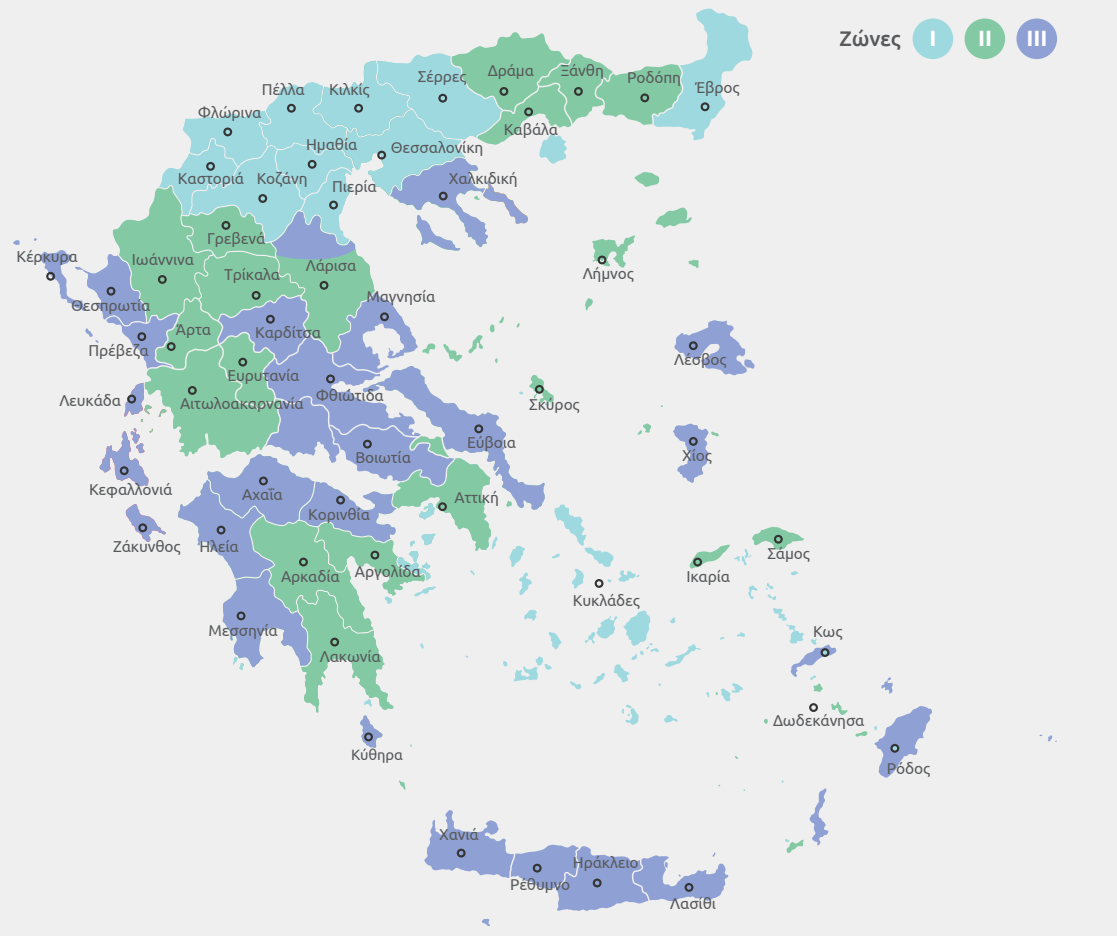 Ζώνες I II III
Δράμα
Ξάνθη
Σέρρες
Ροδόπη
Έβρος
Πέλλα
Κιλκίς
Φλώρινα
Καβάλα
Ημαθία
Θεσσαλονίκη
Καστοριά
Κοζάνη
Πιερία
Χαλκιδική
Γρεβενά
Κέρκυρα
Ιωάννινα
Λάρισα
Τρίκαλα
Λήμνος
Θεσπρωτία
Μαγνησία
Άρτα
Καρδίτσα
Πρέβεζα
Λέσβος
Ευρυτανία
Φθιώτιδα
Λευκάδα
Αιτωλοακαρνανία
Σκύρος
Εύβοια
Βοιωτία
Χίος
Κεφαλλονιά
Αχαΐα
Αττική
Κορινθία
Ζάκυνθος
Ηλεία
Σάμος
Αρκαδία
Αργολίδα
Ικαρία
Κυκλάδες
Μεσσηνία
Κως
Λακωνία
Δωδεκάνησα
Κύθηρα
Ρόδος
Χανιά
Ηράκλειο
Ρέθυμνο
Λασίθι